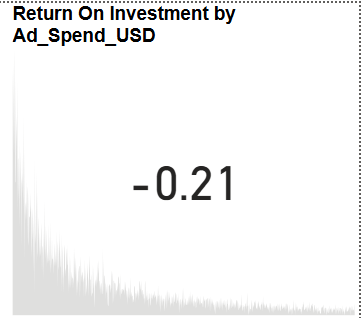 Return On Investment by
Ad_Spend_USD
-0.21